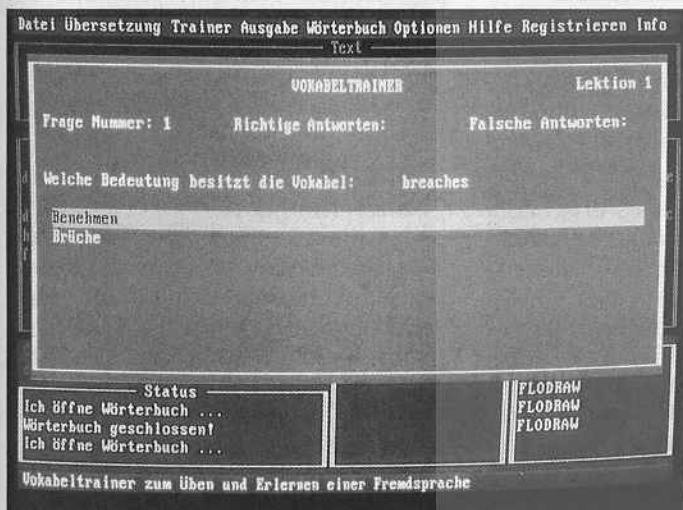 Datei Übersetzung Trainer Ausgabe Wörterbuch Optionen Hilfe Registrieren Info
Text
VOKABELTRAINER Lektion 1
Frage Nummer: 1 Richtige Antworten: Falsche Antworten:
Welche Bedeutung besitzt die Vokabel: breaches
Benehmen
Brüche
Status
Ich öffne Wörterbuch ...
Wörterbuch geschlossen!
Ich öffne Wörterbuch ...
FLODRAW
FLODRAW
FLODRAW
Vokabeltrainer zum Üben und Erlernen einer Fremdsprache